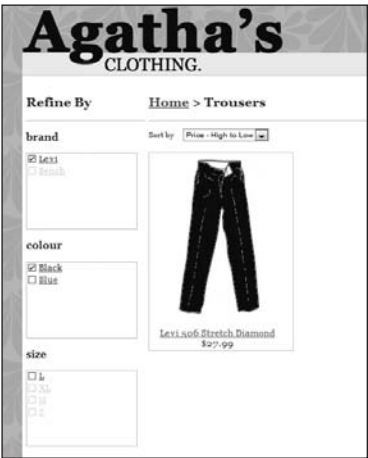 Agatha's
CLOTHING.
Refine By
Home > Trousers
brand
Sort by Price - High to Low
Levi
Bench
colour
Black
Blue
Levi 506 Stretch Diamond
$27.99
size
L
XL
M
S